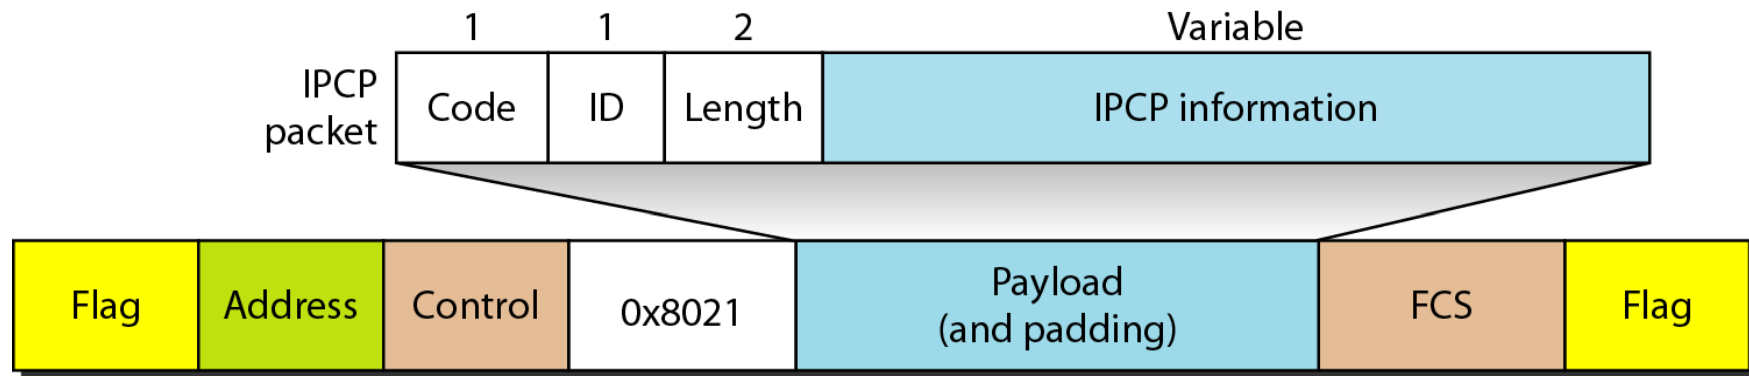 1 1 2 Variable
IPCP
packet
Code ID Length IPCP information
Flag Address Control 0x8021 Payload
(and padding) FCS Flag